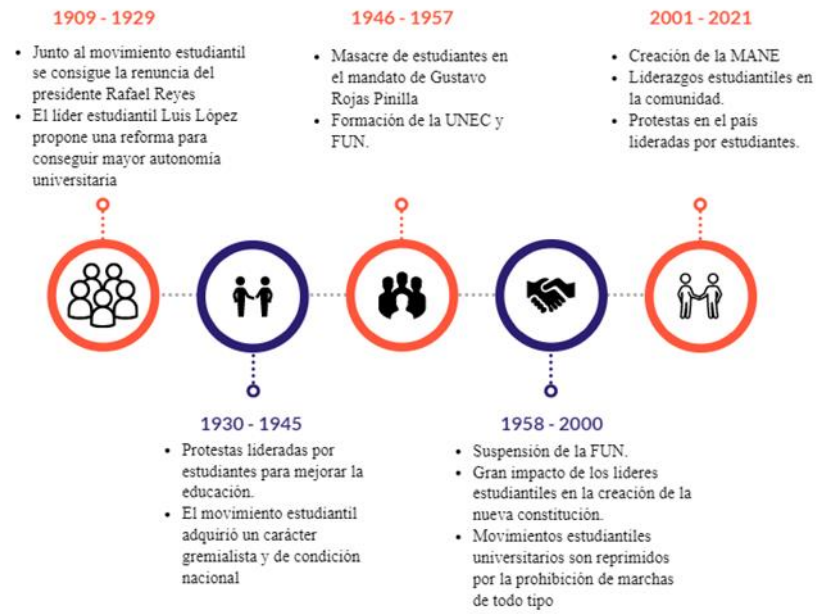 1909 - 1929
• Junto al movimiento estudiantil
se consigue la renuncia del
presidente Rafael Reyes
• El líder estudiantil Luis López
propone una reforma para
conseguir mayor autonomía
universitaria
1930 - 1945
• Protestas lideradas por
estudiantes para mejorar la
educación.
• El movimiento estudiantil
adquirió un carácter
gremialista y de condición
nacional
1946 - 1957
• Masacre de estudiantes en
el mandato de Gustavo
Rojas Pinilla
• Formación de la UNEC y
FUN.
1958 - 2000
• Suspensión de la FUN.
• Gran impacto de los líderes
estudiantiles en la creación de la
nueva constitución.
• Movimientos estudiantiles
universitarios son reprimidos
por la prohibición de marchas
de todo tipo
2001 - 2021
• Creación de la MANE
• Liderazgos estudiantiles en
la comunidad.
• Protestas en el país
lideradas por estudiantes.